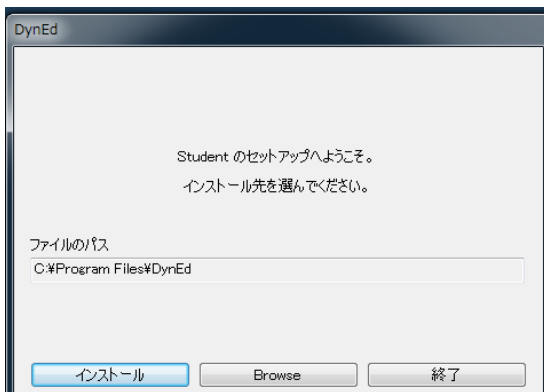 DynEd
Student のセットアップへようこそ。
インストール先を選んでください。
ファイルのパス
C:¥Program Files¥DynEd
インストール
Browse
終了